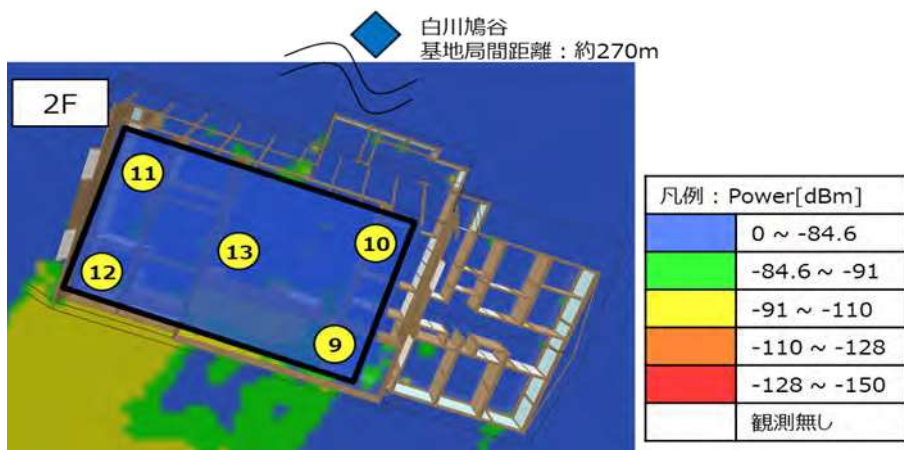 白川鳩谷
基地局間距離：約270m
2F
11
10
13
12
9
凡例：Power[dBm]
0 ~ -84.6
-84.6 ~ -91
-91 ~ -110
-110 ~ -128
-128 ~ -150
観測無し